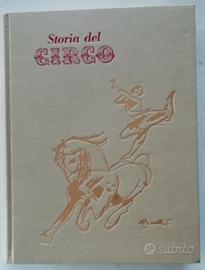 Storia del
CIRCO
subito